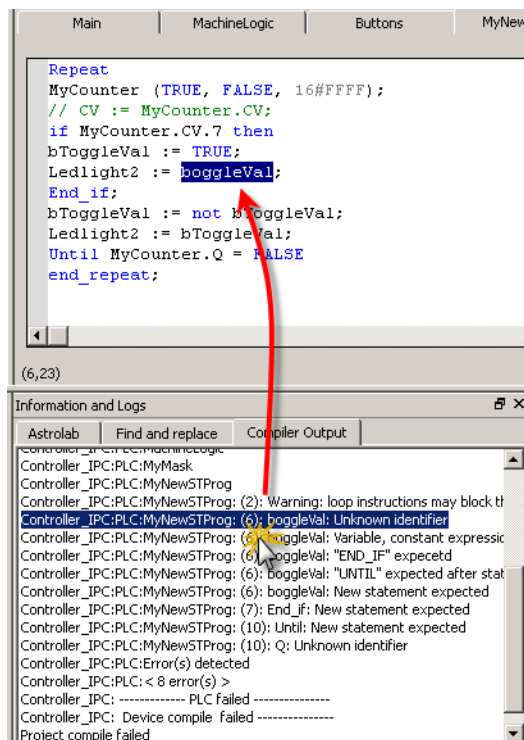 Main MachineLogic Buttons MyNew
Repeat
MyCounter (TRUE, FALSE, 16#FFFF);
// CV := MyCounter.CV;
if MyCounter.CV.7 then
bToggleVal := TRUE;
Ledlight2 := boggleVal;
End_if;
bToggleVal := not bToggleVal;
Ledlight2 := bToggleVal;
Until MyCounter.Q = FALSE
end_repeat;
(6,23)
Information and Logs
Astrolab Find and replace Compiler Output
Controller_IPC:PLC:MachineLogic
Controller_IPC:PLC:MyMask
Controller_IPC:PLC:MyNewSTProg
Controller_IPC:PLC:MyNewSTProg: (2): Warning: loop instructions may block th
Controller_IPC:PLC:MyNewSTProg: (6): boggleVal: Unknown identifier
Controller_IPC:PLC:MyNewSTProg: (6): boggleVal: Variable, constant expressio
Controller_IPC:PLC:MyNewSTProg: (6): boggleVal: "END_IF" expecetd
Controller_IPC:PLC:MyNewSTProg: (6): boggleVal: "UNTIL" expected after stat
Controller_IPC:PLC:MyNewSTProg: (6): boggleVal: New statement expected
Controller_IPC:PLC:MyNewSTProg: (7): End_if: New statement expected
Controller_IPC:PLC:MyNewSTProg: (10): Until: New statement expected
Controller_IPC:PLC:MyNewSTProg: (10): Q: Unknown identifier
Controller_IPC:PLC:Error(s) detected
Controller_IPC:PLC: < 8 error(s) >
Controller_IPC: ------------- PLC failed ---------------
Controller_IPC: Device compile failed ---------------
Project compile failed